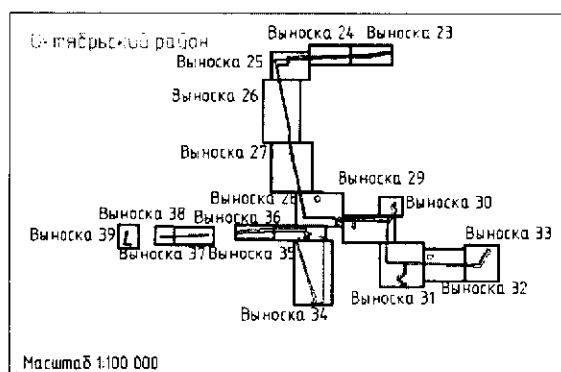 Октябрьский район
Выноска 24
Выноска 23
Выноска 25
Выноска 26
Выноска 27
Выноска 28
Выноска 29
Выноска 30
Выноска 38
Выноска 36
Выноска 39
Выноска 37
Выноска 35
Выноска 33
Выноска 31
Выноска 32
Выноска 34
Масштаб 1:100 000